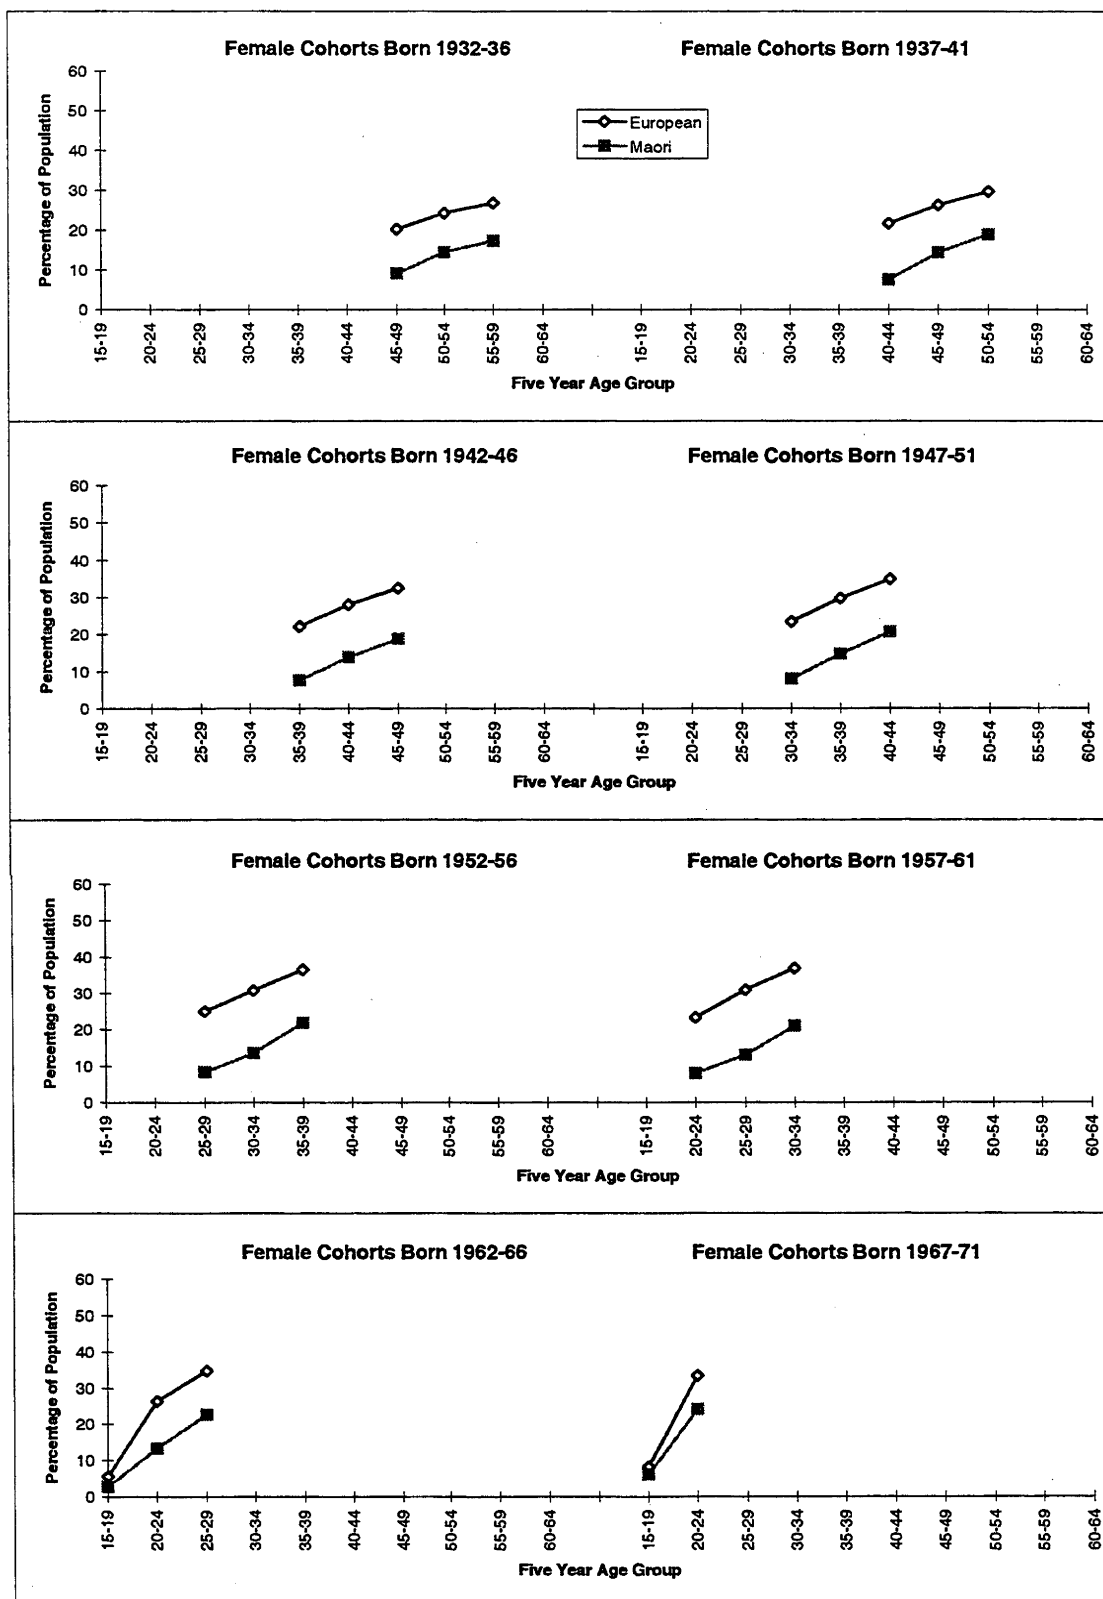 Female Cohorts Born 1932-36 Female Cohorts Born 1937-41
60
50
40
30
20
10
0
Percentage of Population
European
Maori
15-19 20-24 25-29 30-34 35-39 40-44 45-49 50-54 55-59 60-64 15-19 20-24 25-29 30-34 35-39 40-44 45-49 50-54 55-59 60-64
Five Year Age Group
Female Cohorts Born 1942-46 Female Cohorts Born 1947-51
60
50
40
30
20
10
0
Percentage of Population
15-19 20-24 25-29 30-34 35-39 40-44 45-49 50-54 55-59 60-64 15-19 20-24 25-29 30-34 35-39 40-44 45-49 50-54 55-59 60-64
Five Year Age Group
Female Cohorts Born 1952-56 Female Cohorts Born 1957-61
60
50
40
30
20
10
0
Percentage of Population
15-19 20-24 25-29 30-34 35-39 40-44 45-49 50-54 55-59 60-64 15-19 20-24 25-29 30-34 35-39 40-44 45-49 50-54 55-59 60-64
Five Year Age Group
Female Cohorts Born 1962-66 Female Cohorts Born 1967-71
60
50
40
30
20
10
0
Percentage of Population
15-19 20-24 25-29 30-34 35-39 40-44 45-49 50-54 55-59 60-64 15-19 20-24 25-29 30-34 35-39 40-44 45-49 50-54 55-59 60-64
Five Year Age Group